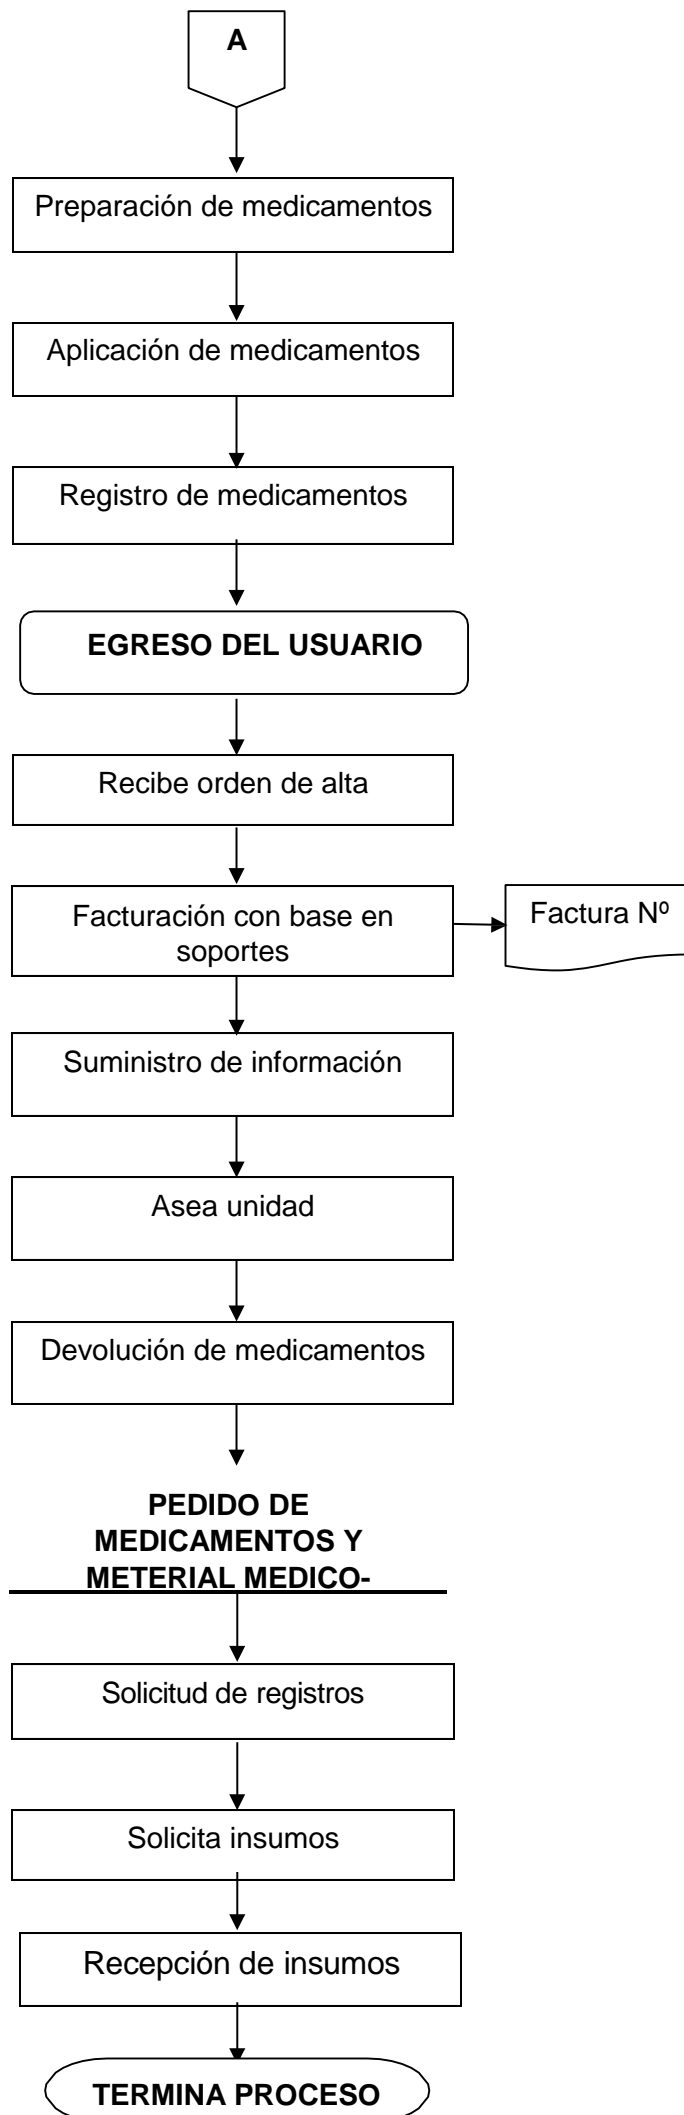 A
Preparación de medicamentos
Aplicación de medicamentos
Registro de medicamentos
EGRESO DEL USUARIO
Recibe orden de alta
Facturación con base en
soportes
Factura Nº
Suministro de información
Asea unidad
Devolución de medicamentos
PEDIDO DE
MEDICAMENTOS Y
METERIAL MEDICO-
Solicitud de registros
Solicita insumos
Recepción de insumos
TERMINA PROCESO